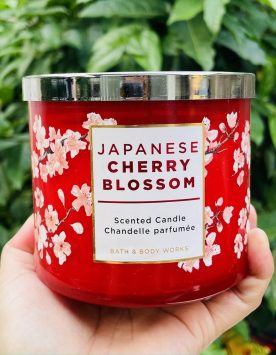 JAPANESE
CHERRY
BLOSSOM
Scented Candle
Chandelle parfumée
BATH & BODY WORKS